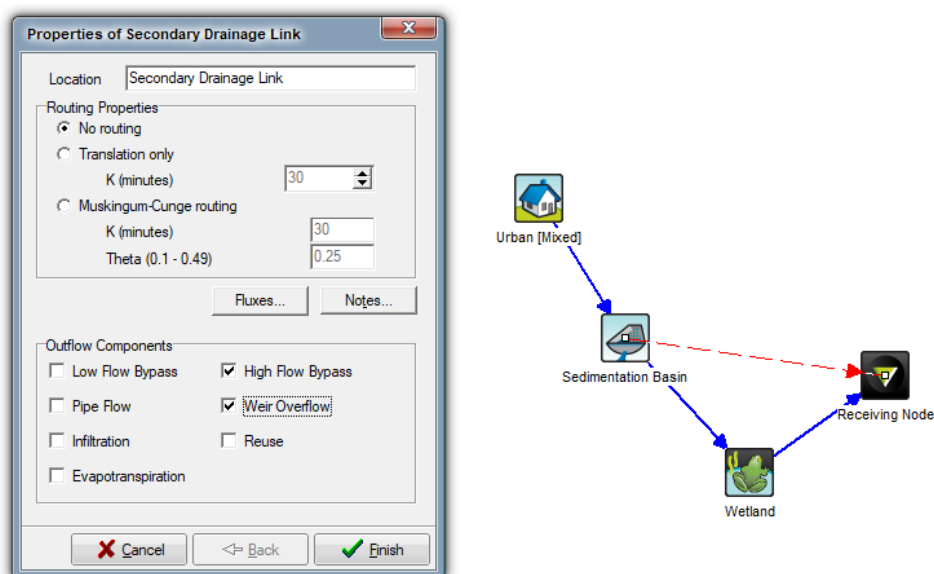 Properties of Secondary Drainage Link
Location Secondary Drainage Link
Routing Properties
No routing
Translation only
K (minutes) 30
Muskingum-Cunge routing
K (minutes) 30
Theta (0.1 - 0.49) 0.25
Fluxes... Notes...
Outflow Components
Low Flow Bypass High Flow Bypass
Pipe Flow Weir Overflow
Infiltration Reuse
Evapotranspiration
Cancel Back Finish
Urban [Mixed]
Sedimentation Basin
Receiving Node
Wetland